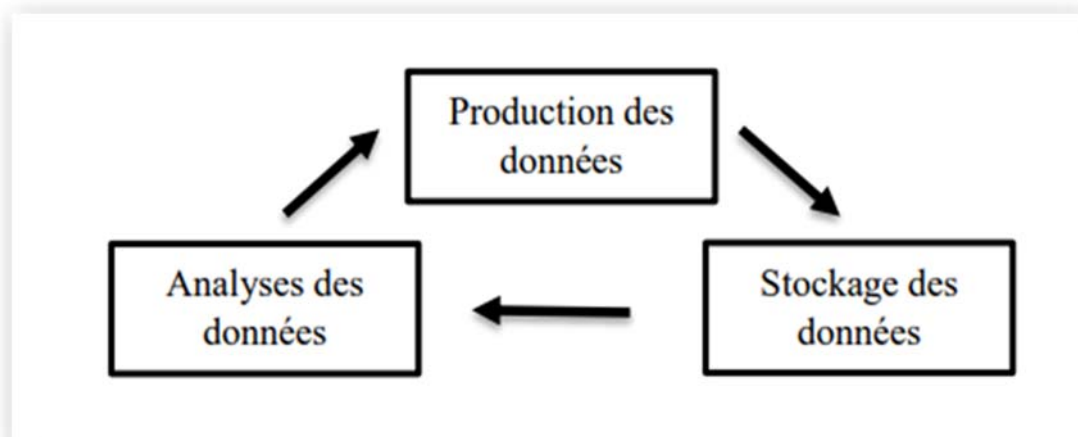 Production des
données
Analyses des
données
Stockage des
données